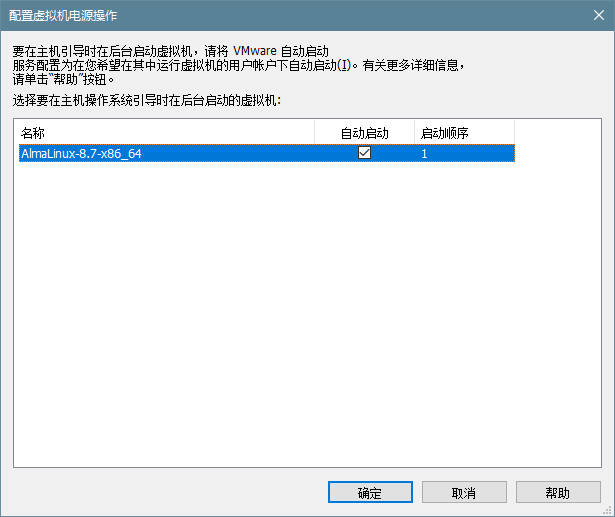 配置虚拟机电源操作
要在主机引导时在后台启动虚拟机，请将 VMware 自动启动
服务配置为在您希望在其中运行虚拟机的用户帐户下自动启动(I)。有关更多详细信息，
请单击“帮助”按钮。
选择要在主机操作系统引导时在后台启动的虚拟机:
名称 自动启动 启动顺序
AlmaLinux-8.7-x86_64 1
确定 取消 帮助